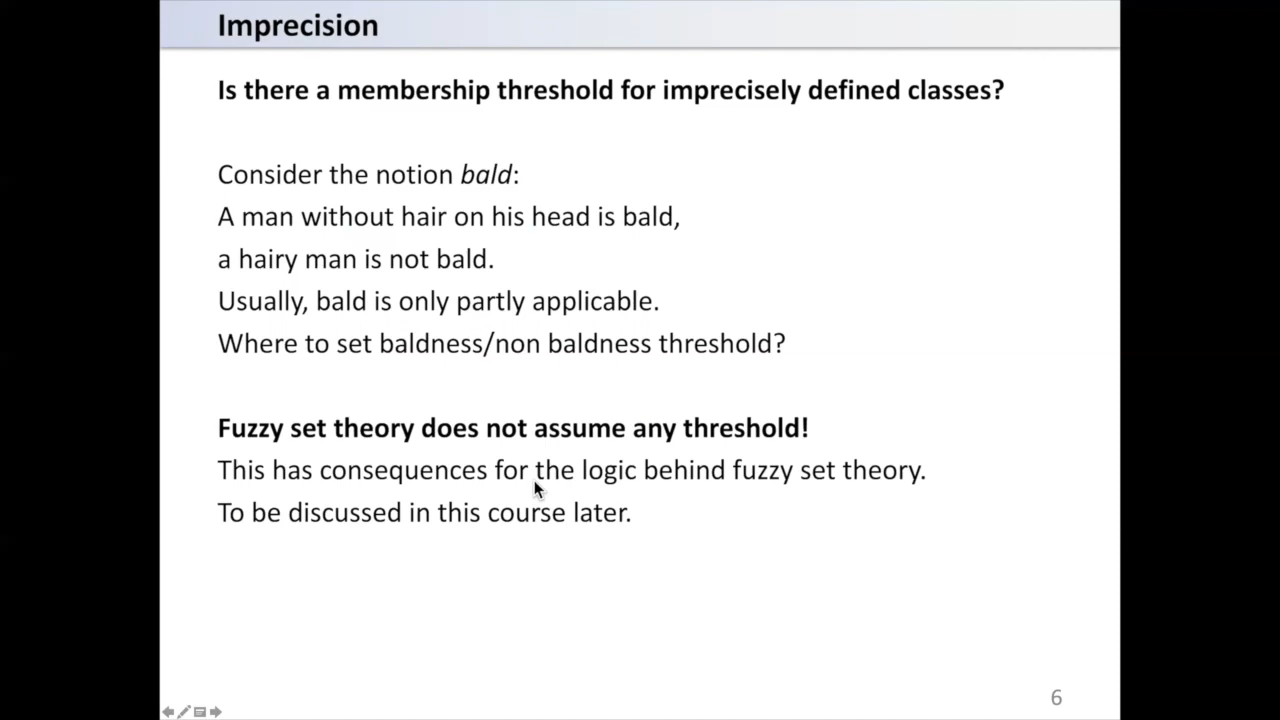 Imprecision
Is there a membership threshold for imprecisely defined classes?
Consider the notion bald:
A man without hair on his head is bald,
a hairy man is not bald.
Usually, bald is only partly applicable.
Where to set baldness/non baldness threshold?
Fuzzy set theory does not assume any threshold!
This has consequences for the logic behind fuzzy set theory.
To be discussed in this course later.
6